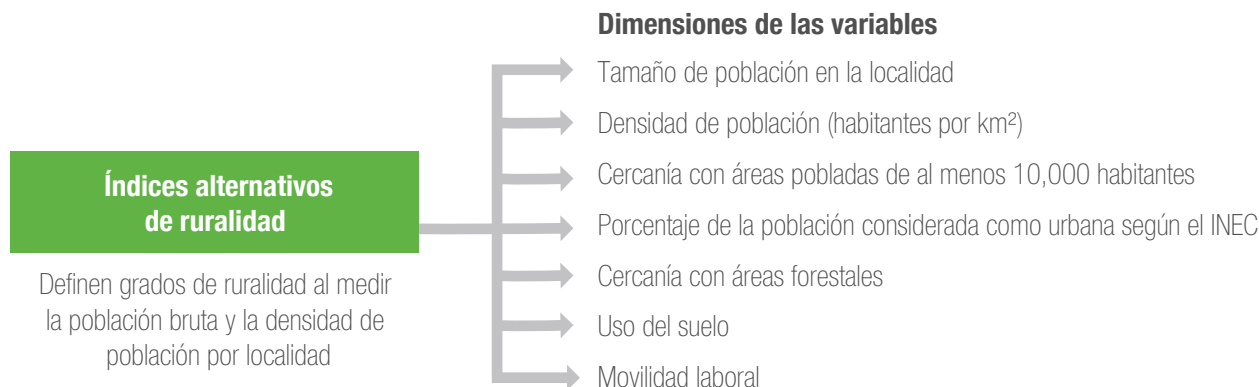 Dimensiones de las variables
Tamaño de población en la localidad
Densidad de población (habitantes por km²)
Cercanía con áreas pobladas de al menos 10,000 habitantes
Porcentaje de la población considerada como urbana según el INEC
Cercanía con áreas forestales
Uso del suelo
Movilidad laboral
Índices alternativos
de ruralidad
Definen grados de ruralidad al medir
la población bruta y la densidad de
población por localidad